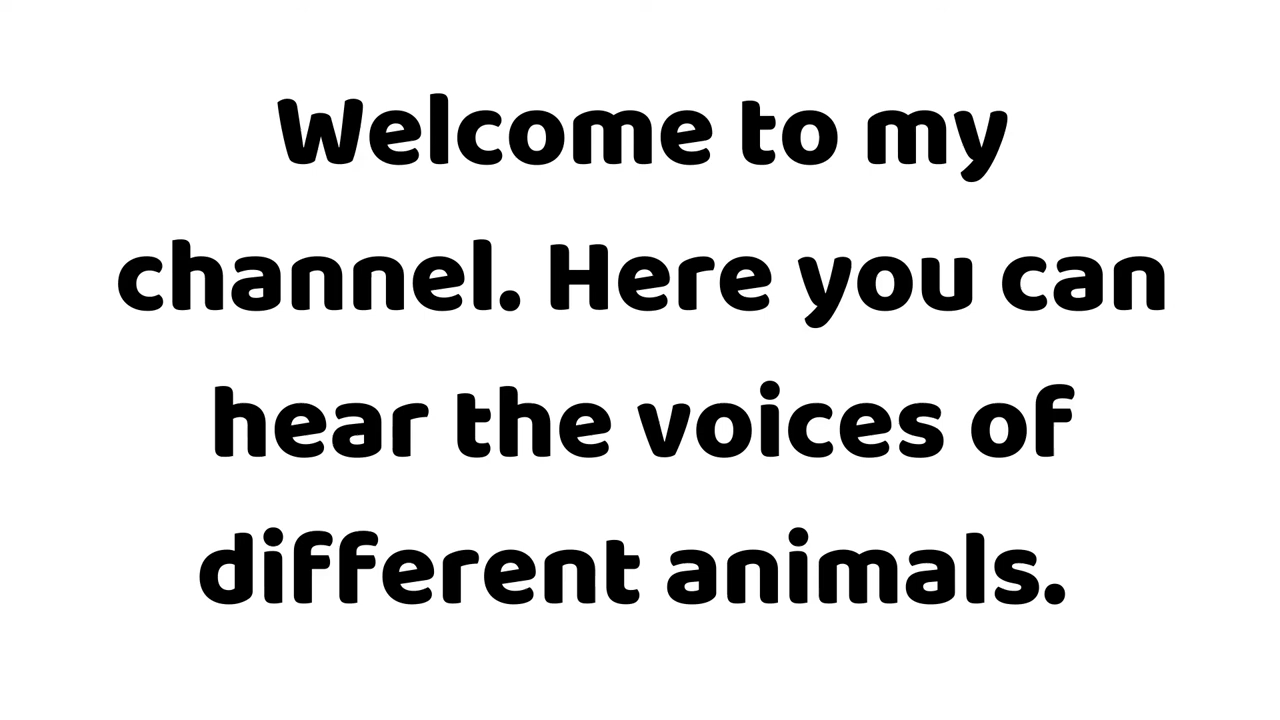 Welcome to my
channel. Here you can
hear the voices of
different animals.